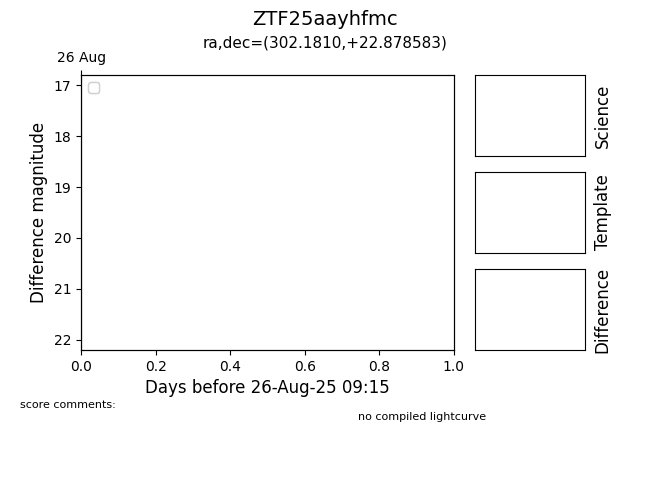 ZTF25aayhfmc
ra,dec=(302.1810,+22.878583)
26 Aug
17
18
19
20
21
22
Difference magnitude
0.0 0.2 0.4 0.6 0.8 1.0
Days before 26-Aug-25 09:15
Science
Template
Difference
score comments:
no compiled lightcurve